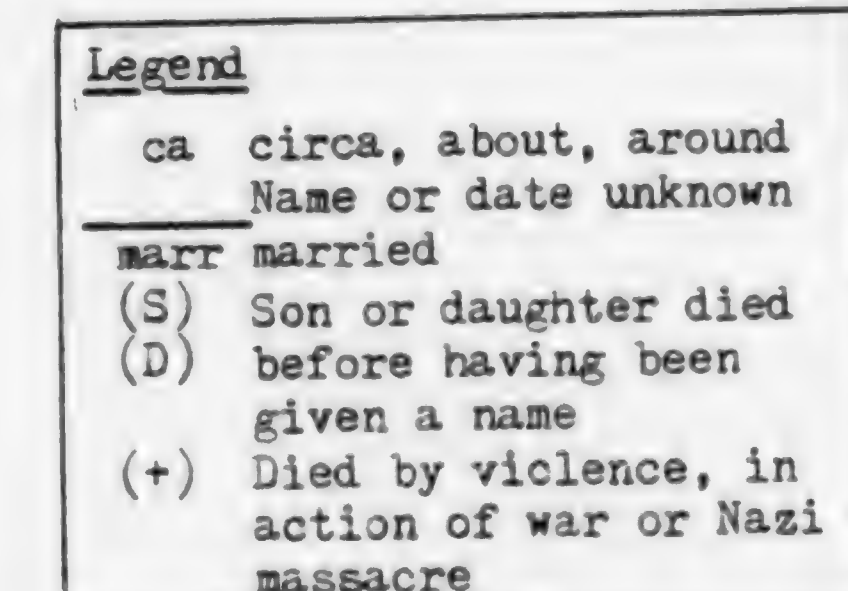 Legend
ca circa, about, around
______ Name or date unknown
marr married
(S) Son or daughter died
(D) before having been
given a name
(+) Died by viclence, in
action of war or Nazi
massacre